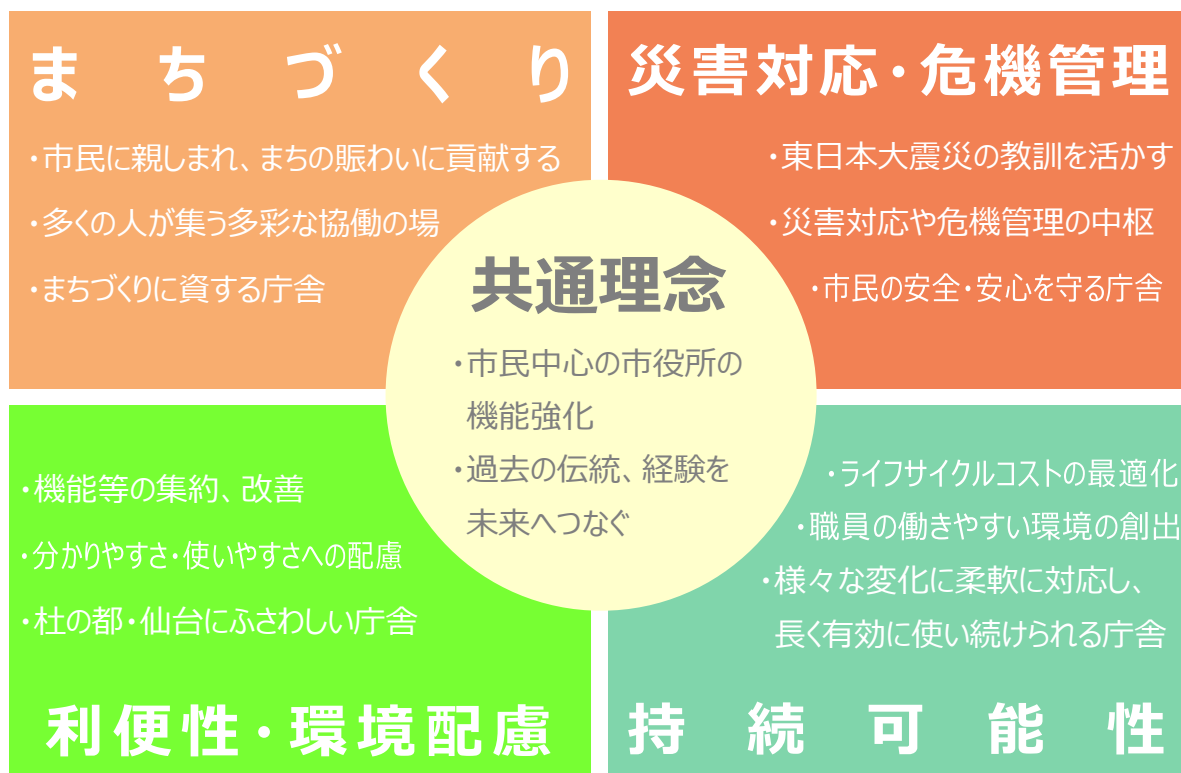 まちづくり
・市民に親しまれ、まちの賑わいに貢献する
・多くの人が集う多彩な協働の場
・まちづくりに資する庁舎
災害対応・危機管理
・東日本大震災の教訓を活かす
・災害対応や危機管理の中枢
・市民の安全・安心を守る庁舎
共通理念
・市民中心の市役所の
機能強化
・過去の伝統、経験を
未来へつなぐ
・機能等の集約、改善
・分かりやすさ・使いやすさへの配慮
・杜の都・仙台にふさわしい庁舎
利便性・環境配慮
・ライフサイクルコストの最適化
・職員の働きやすい環境の創出
・様々な変化に柔軟に対応し、
長く有効に使い続けられる庁舎
持続可能性